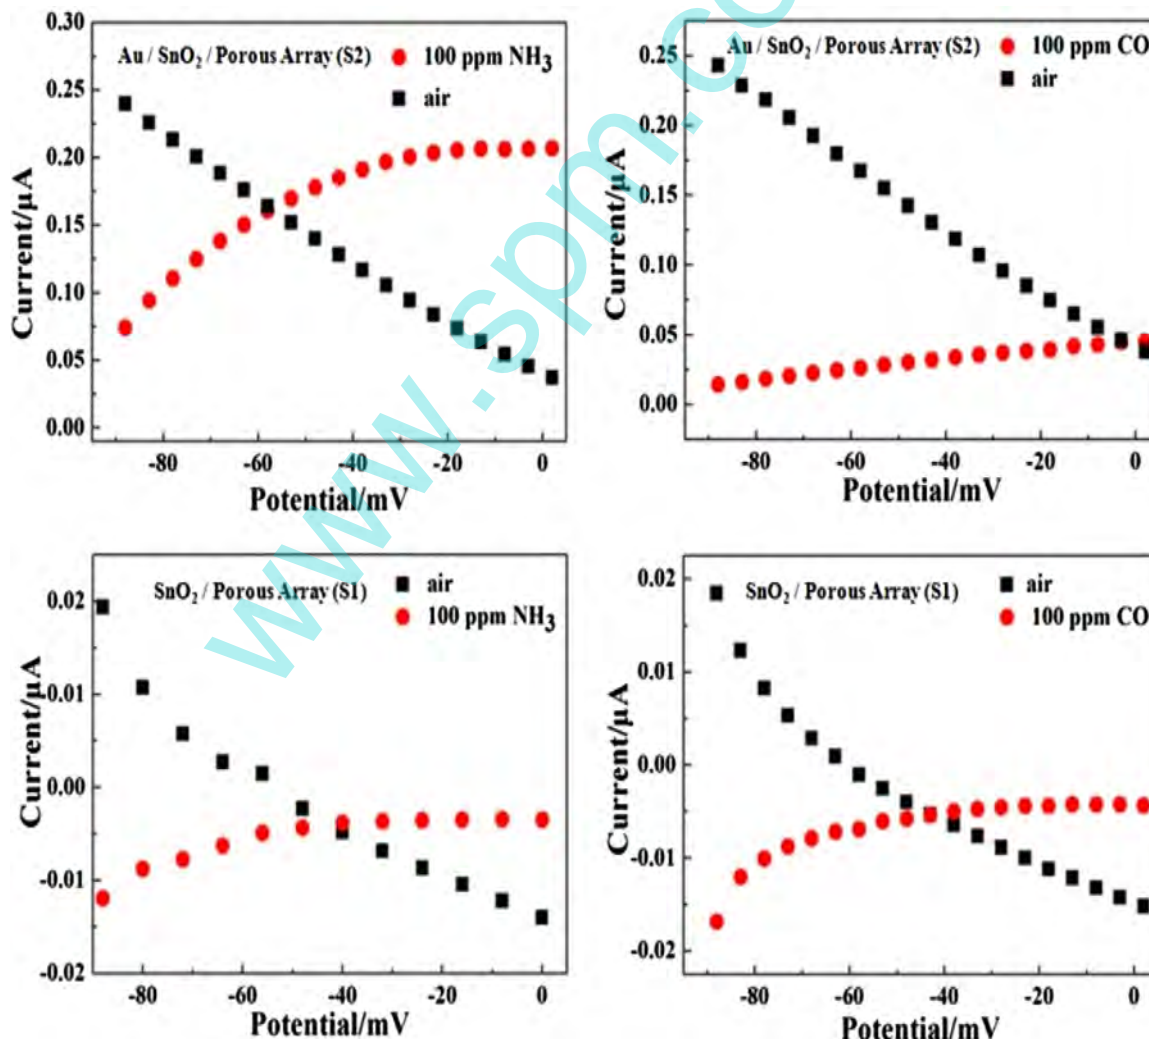 Au / SnO₂ / Porous Array (S2)
100 ppm NH₃
air
0.30
0.25
0.20
0.15
0.10
0.05
0.00
Current/μA
-80
-60
-40
-20
0
Potential/mV
Au / SnO₂ / Porous Array (S2)
100 ppm CO
air
0.25
0.20
0.15
0.10
0.05
0.00
Current/μA
-80
-60
-40
-20
0
Potential/mV
SnO₂ / Porous Array (S1)
air
100 ppm NH₃
0.02
0.01
0.00
-0.01
-0.02
Current/μA
-80
-60
-40
-20
0
Potential/mV
SnO₂ / Porous Array (S1)
air
100 ppm CO
0.02
0.01
0.00
-0.01
-0.02
Current/μA
-80
-60
-40
-20
0
Potential/mV
www.spm.co